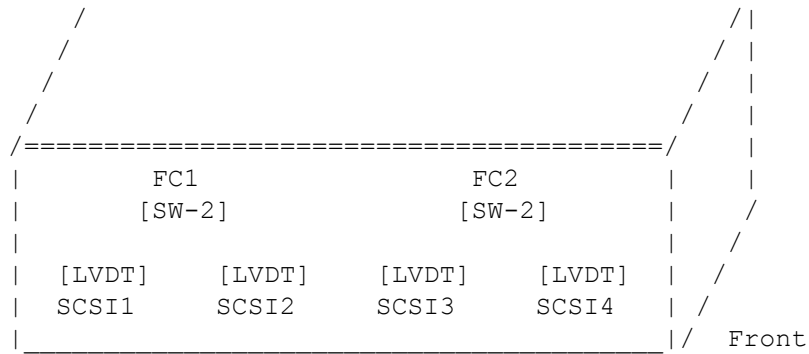 FC1 FC2
[SW-2] [SW-2]
[LVDT] [LVDT] [LVDT] [LVDT]
SCSI1 SCSI2 SCSI3 SCSI4
Front